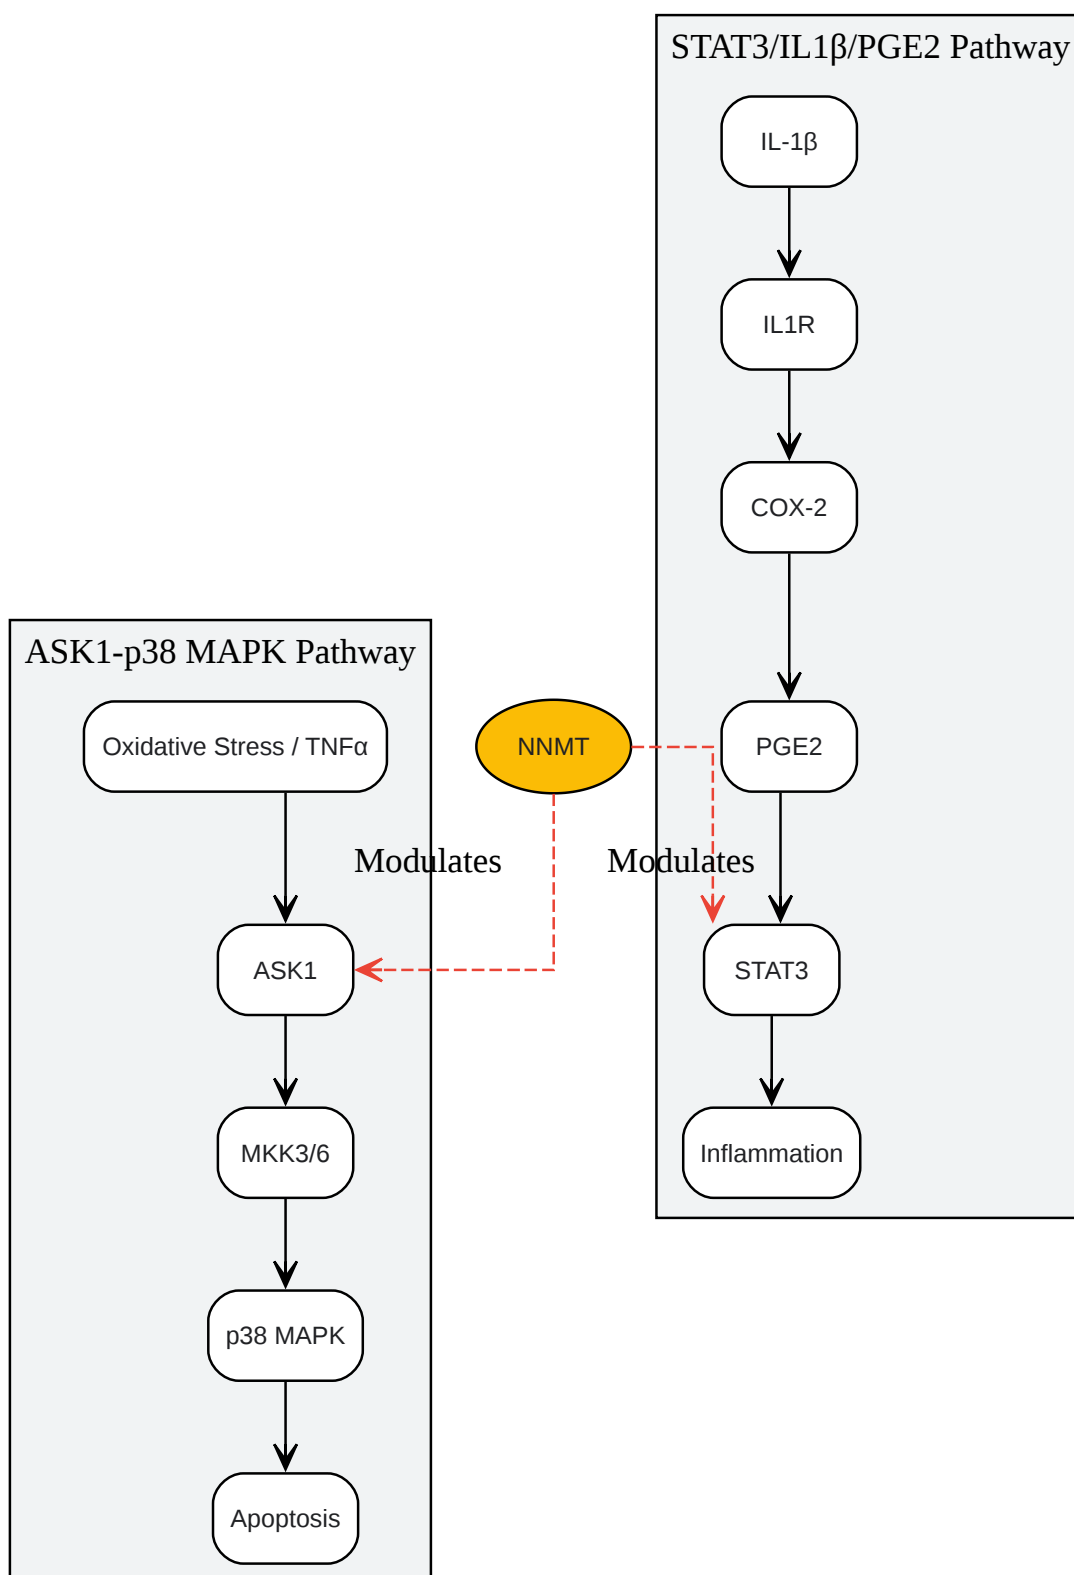 STAT3/IL1β/PGE2 Pathway
IL-1β
IL1R
COX-2
ASK1-p38 MAPK Pathway
Oxidative Stress / TNFα
NNMT
PGE2
Modulates
Modulates
ASK1
STAT3
MKK3/6
Inflammation
p38 MAPK
Apoptosis